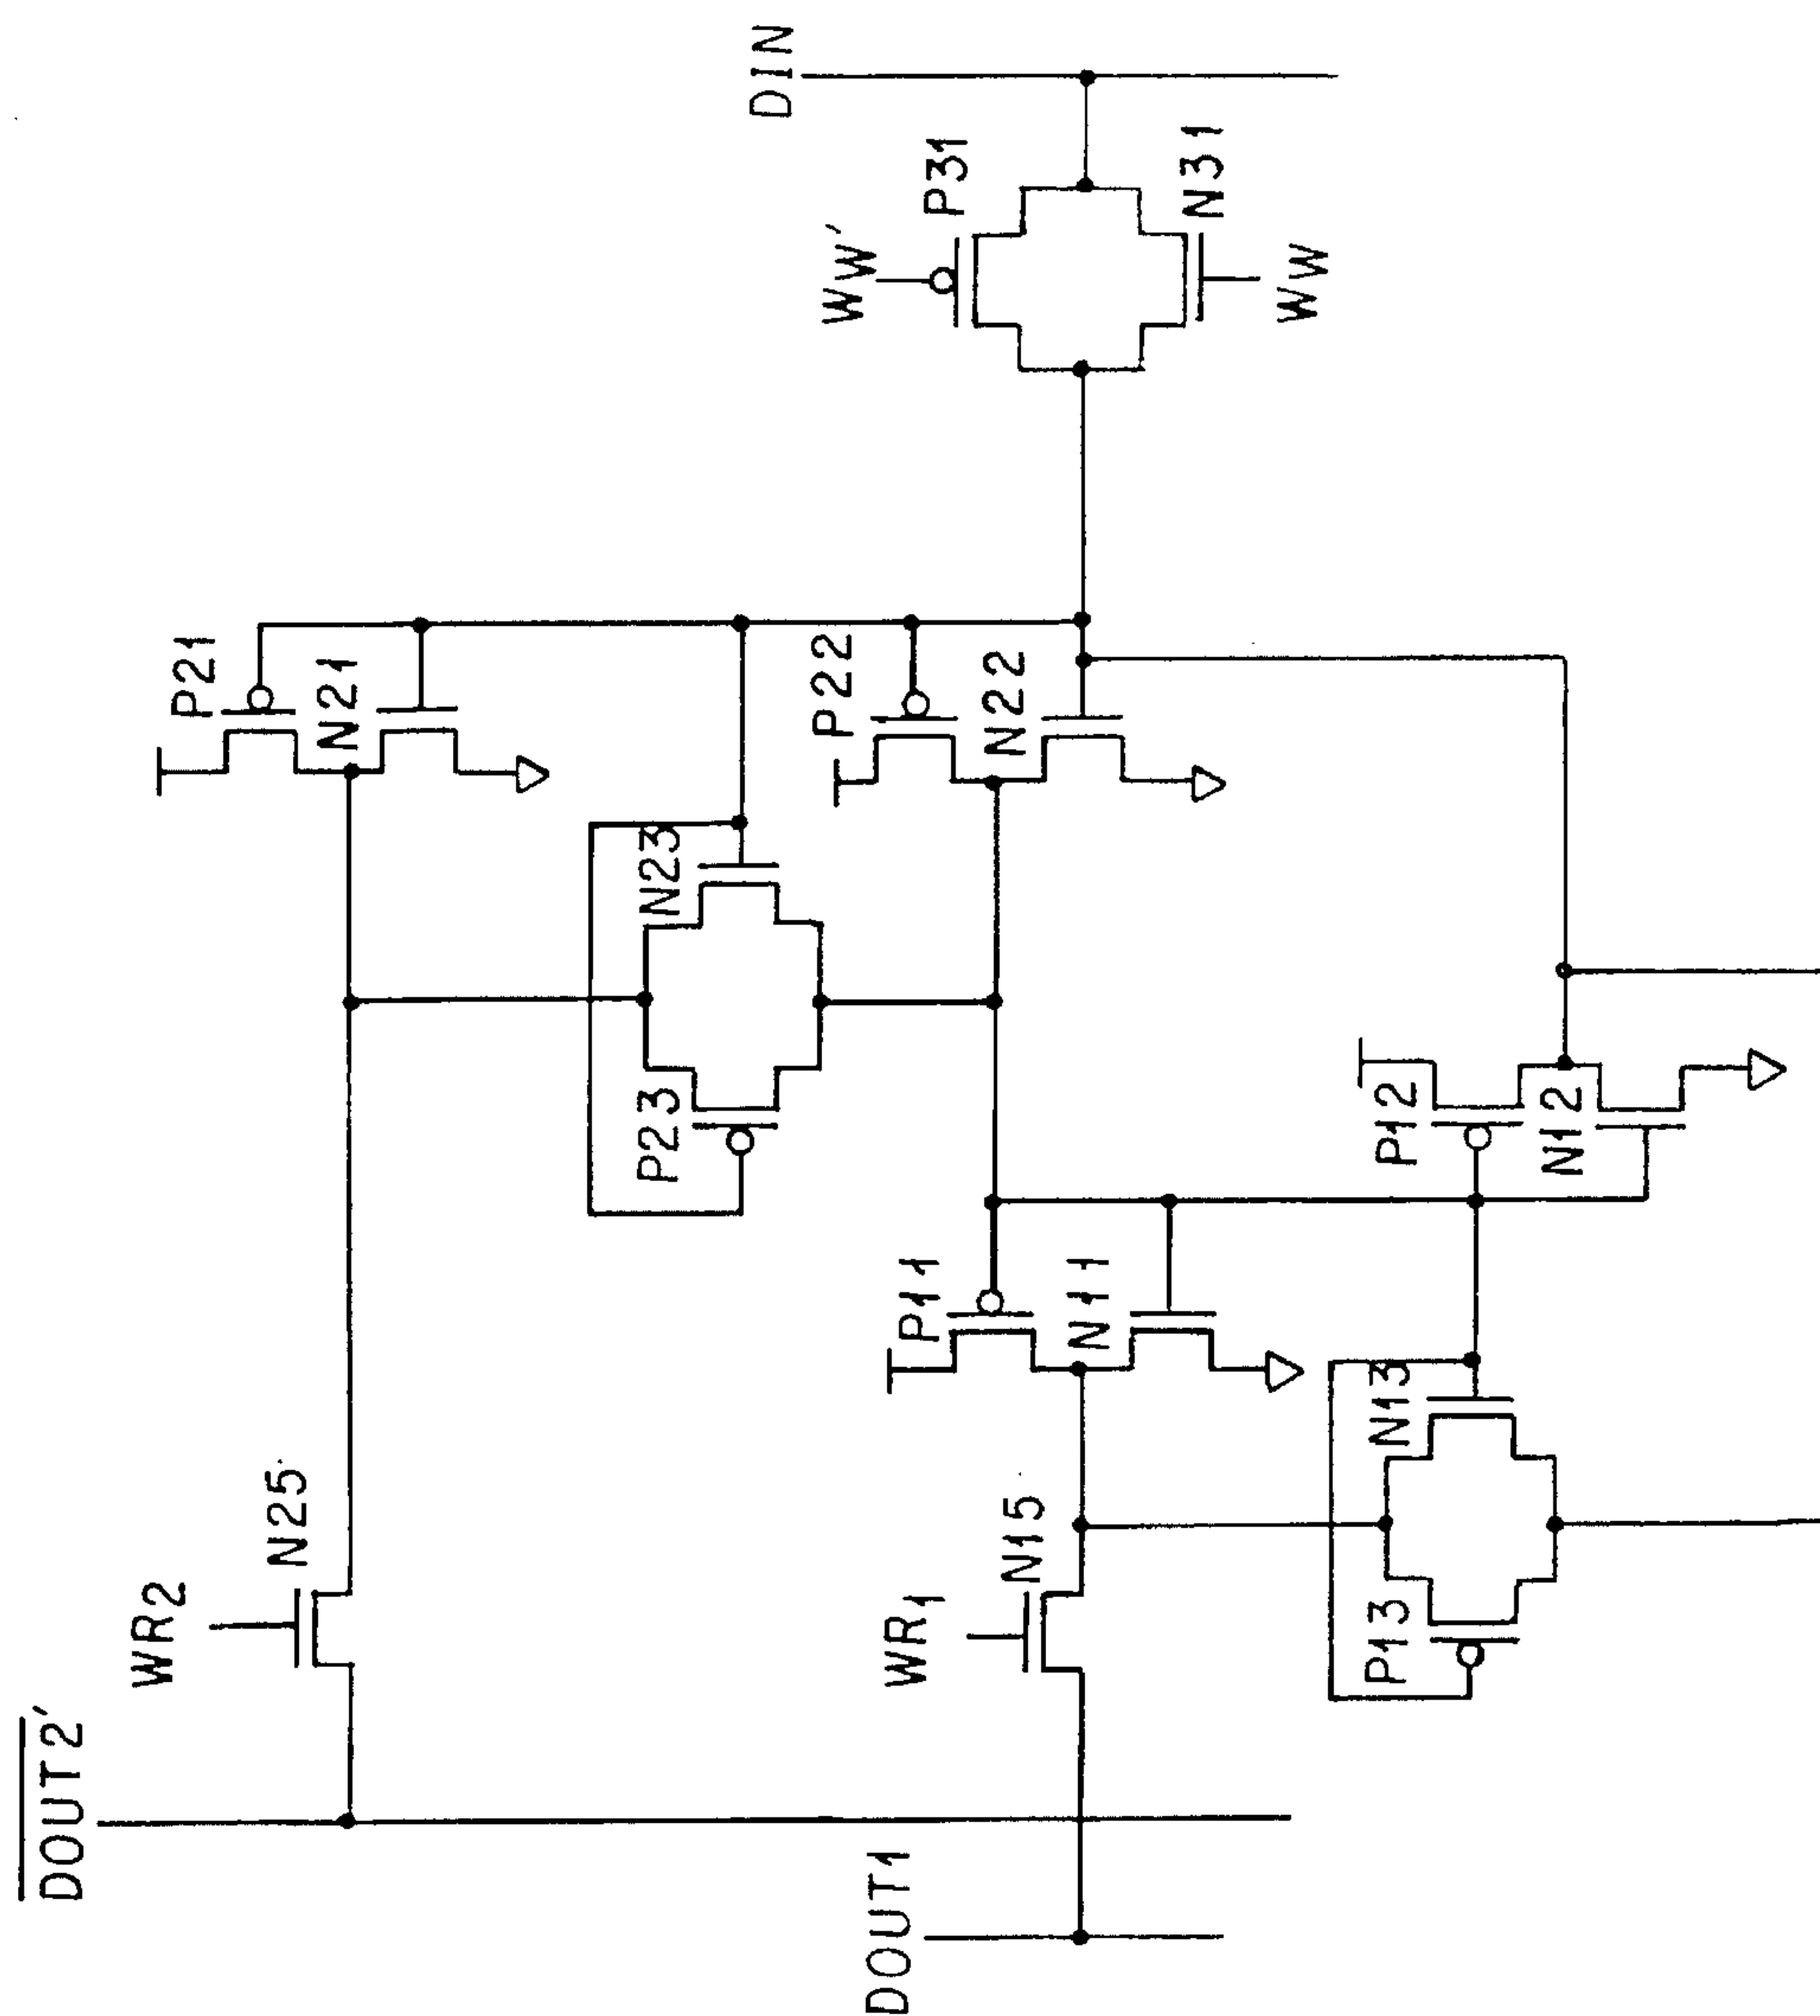 DIN
P31
N31
WW'
WW
P21
N21
P22
N22
N23
P23
P12
N12
P11
N11
N13
P13
N25
N15
WR2
WR1
DOUT2'
DOUT1